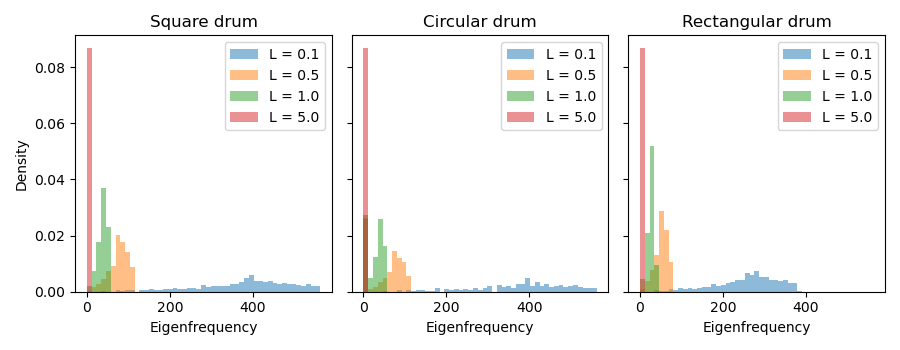 Square drum
Circular drum
Rectangular drum
L = 0.1
L = 0.5
L = 1.0
L = 5.0
L = 0.1
L = 0.5
L = 1.0
L = 5.0
L = 0.1
L = 0.5
L = 1.0
L = 5.0
Density
0.08
0.06
0.04
0.02
0.00
0 200 400
0 200 400
0 200 400
Eigenfrequency
Eigenfrequency
Eigenfrequency